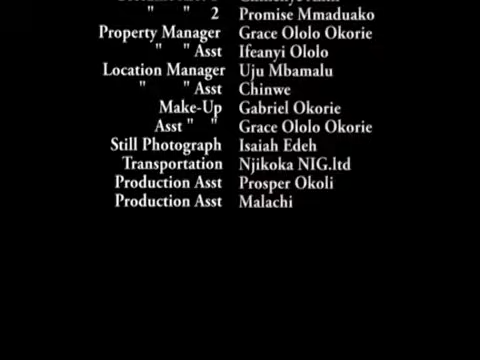 " " 2 Promise Mmaduako
Property Manager Grace Ololo Okorie
" " Asst Ifeanyi Ololo
Location Manager Uju Mbamalu
" " Asst Chinwe
Make-Up Gabriel Okorie
Asst " " Grace Ololo Okorie
Still Photograph Isaiah Edeh
Transportation Njikoka NIG.ltd
Production Asst Prosper Okoli
Production Asst Malachi